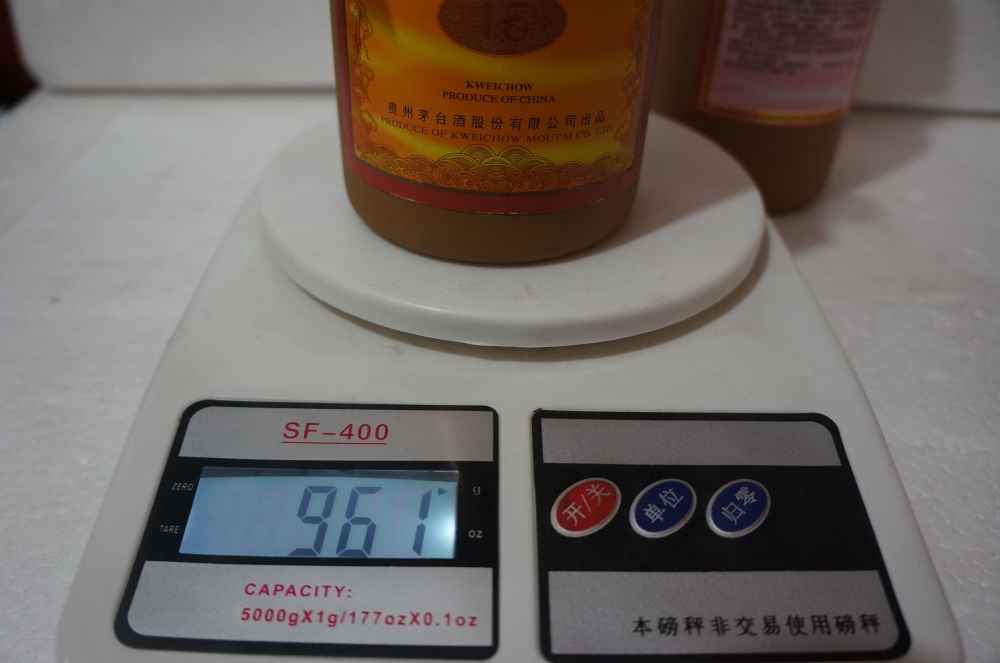 KWEICHOW
PRODUCE OF CHINA
贵州茅台酒股份有限公司出品
PRODUCE OF KWEICHOW MOUTAI CO. LTD
SF-400
ZERO
TARE
961
g
oz
开/关
单位
归零
CAPACITY:
5000gX1g/177ozX0.1oz
本磅秤非交易使用磅秤